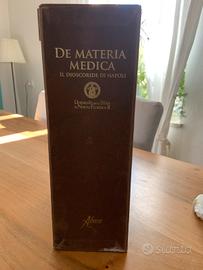 DE MATERIA
MEDICA
IL DIOSCORIDE DI NAPOLI
Aboca
subito